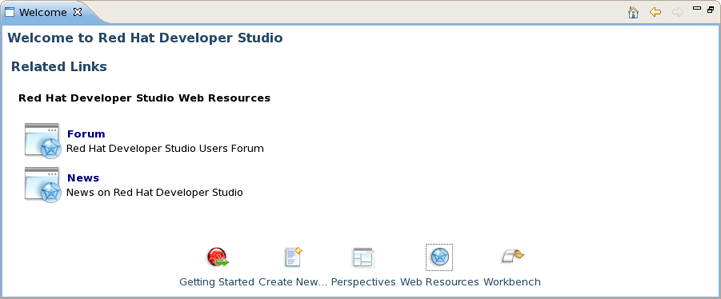 Welcome
Welcome to Red Hat Developer Studio
Related Links
Red Hat Developer Studio Web Resources
Forum
Red Hat Developer Studio Users Forum
News
News on Red Hat Developer Studio
Getting Started Create New... Perspectives Web Resources Workbench